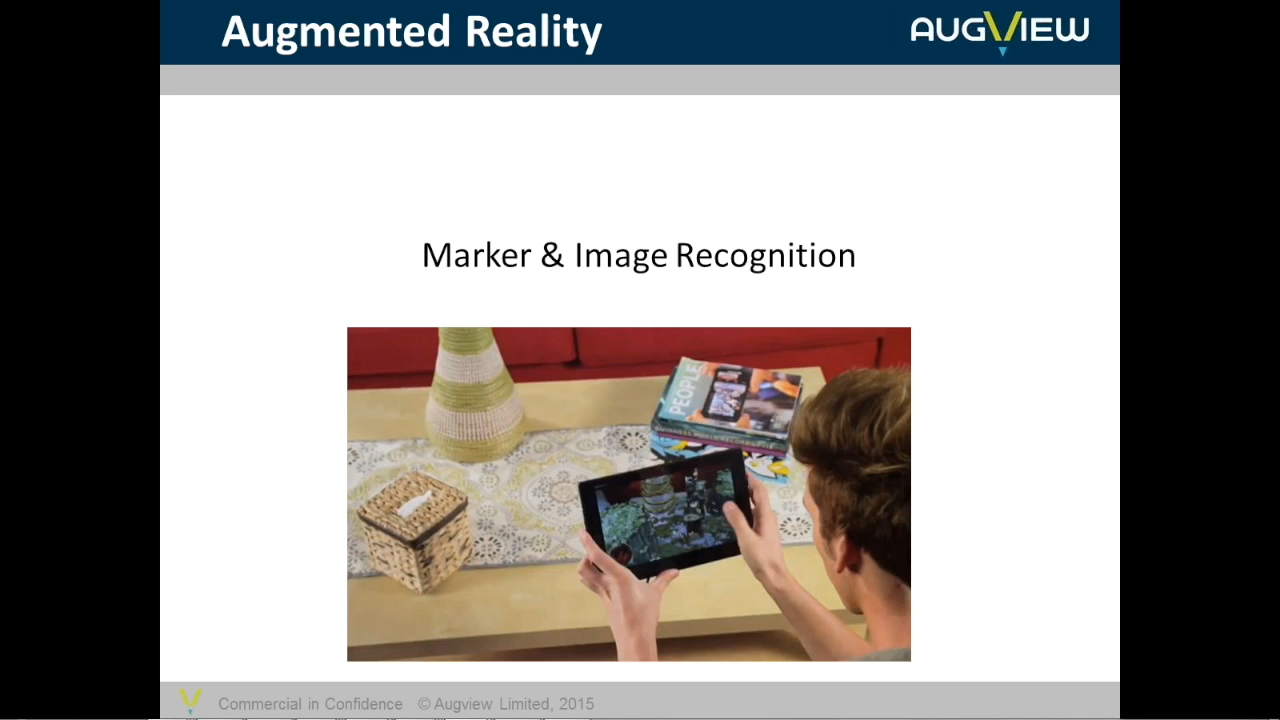 Augmented Reality
AUGVIEW
Marker & Image Recognition
PEOPLE
Commercial in Confidence © Augview Limited, 2015